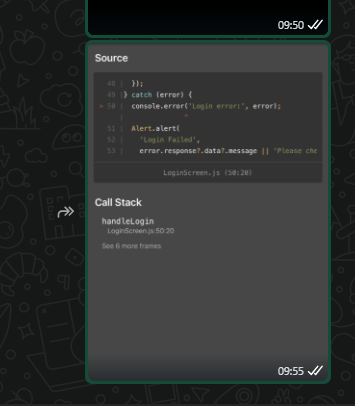 09:50
Source
48 | });
49 | } catch (error) {
> 50 | console.error('Login error:', error);
| ^
51 | Alert.alert(
52 | 'Login Failed',
53 | error.response?.data?.message || 'Please che
LoginScreen.js (50:20)
Call Stack
handleLogin
LoginScreen.js:50:20
See 6 more frames
09:55